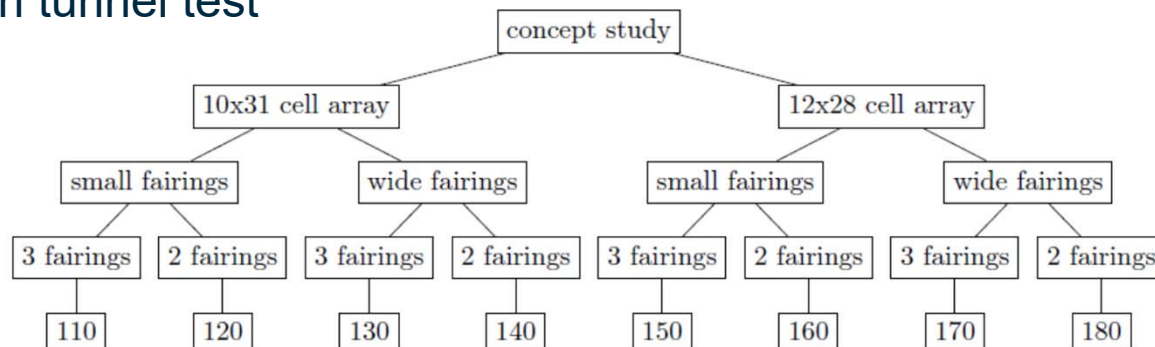 tunnel test
concept study
10x31 cell array 12x28 cell array
small fairings wide fairings small fairings wide fairings
3 fairings 2 fairings 3 fairings 2 fairings 3 fairings 2 fairings 3 fairings 2 fairings
110 120 130 140 150 160 170 180